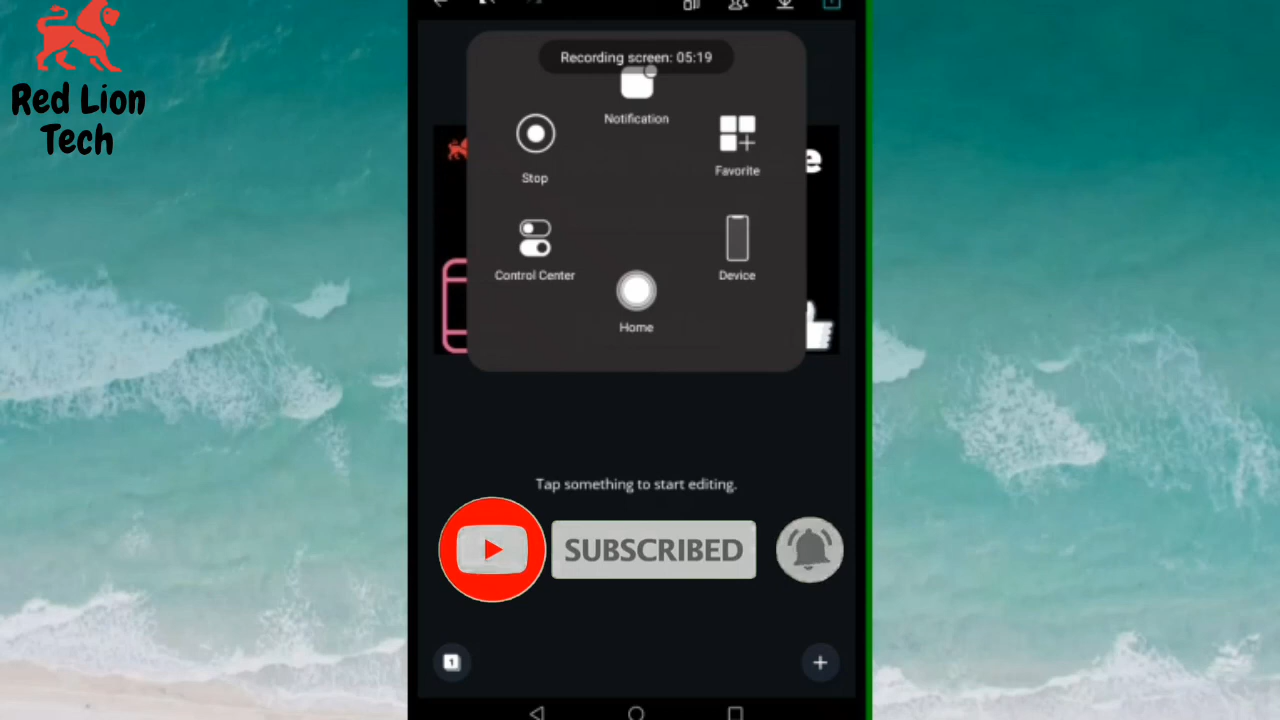 Red Lion
Tech
Recording screen: 05:19
Notification
Stop
Favorite
Control Center
Device
Home
e
Tap something to start editing.
SUBSCRIBED
1